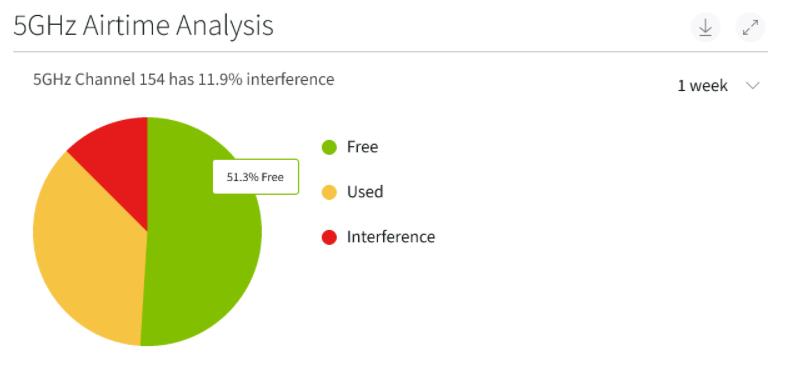 5GHz Airtime Analysis
5GHz Channel 154 has 11.9% interference
1 week
51.3% Free
Free
Used
Interference